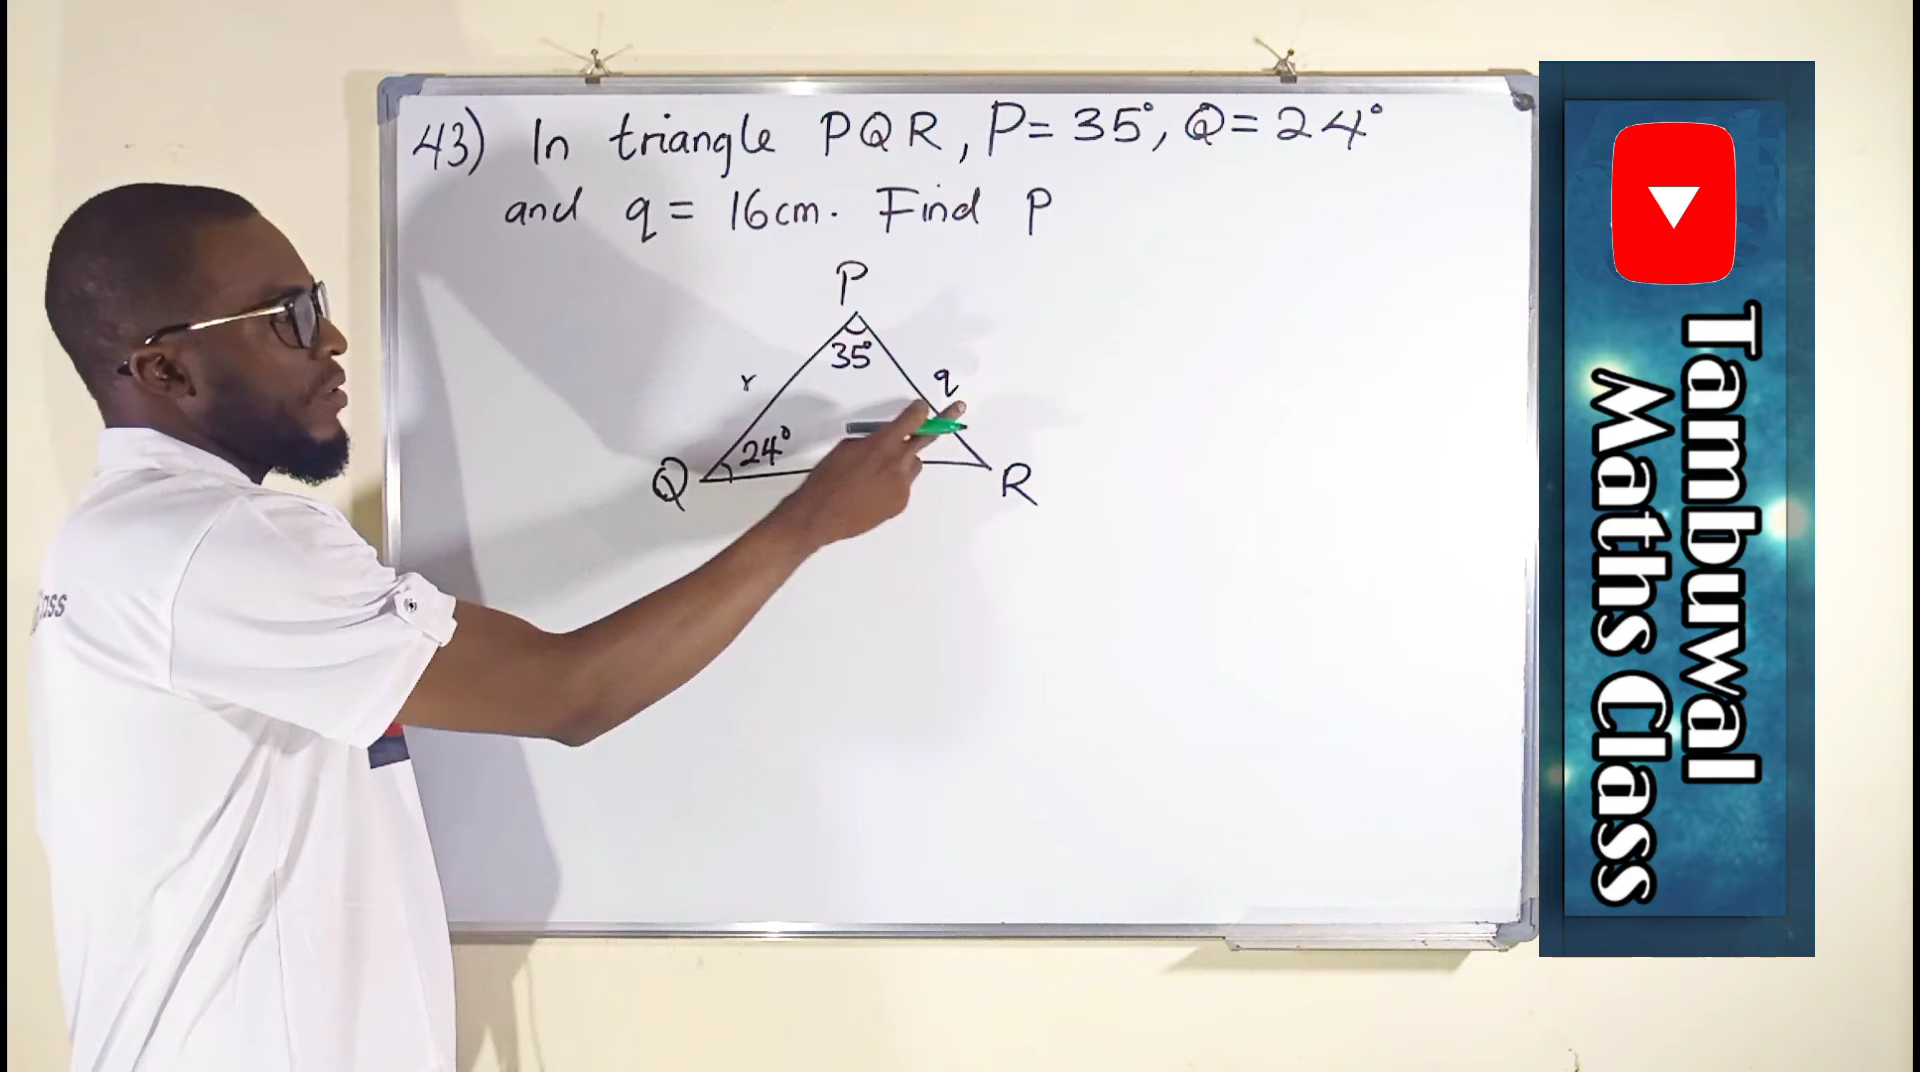 43) In triangle PQR, P= 35°, Q= 24°
and q = 16cm. Find p
P
35°
r
q
24°
Q
R
Tambuwal
Maths Class